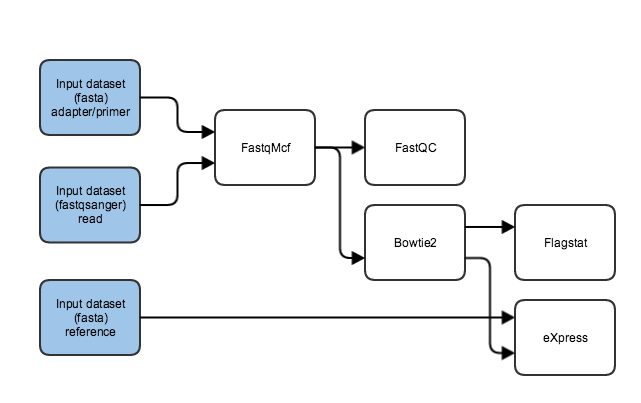 Input dataset
(fasta)
adapter/primer
FastqMcf
FastQC
Input dataset
(fastqsanger)
read
Bowtie2
Flagstat
Input dataset
(fasta)
reference
eXpress